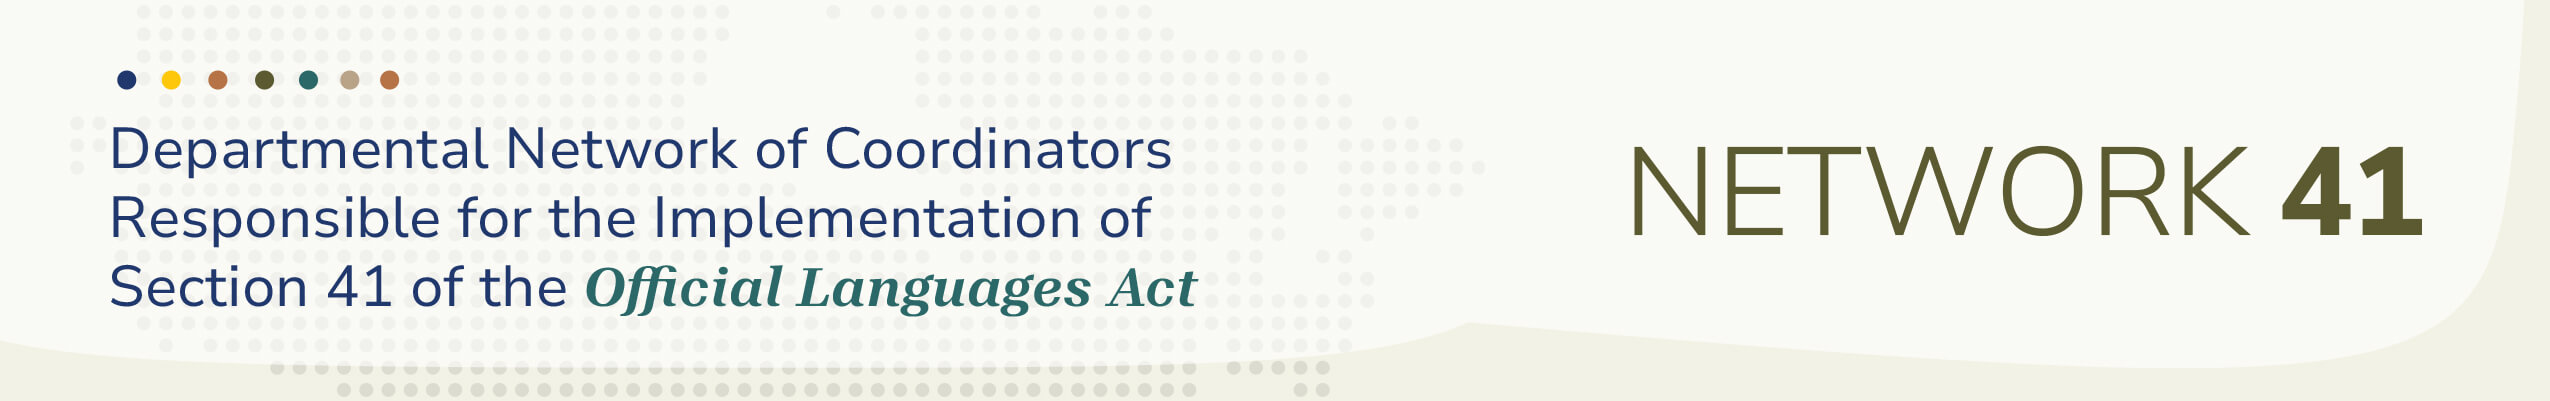 Departmental Network of Coordinators
Responsible for the Implementation of
Section 41 of the Official Languages Act
NETWORK 41